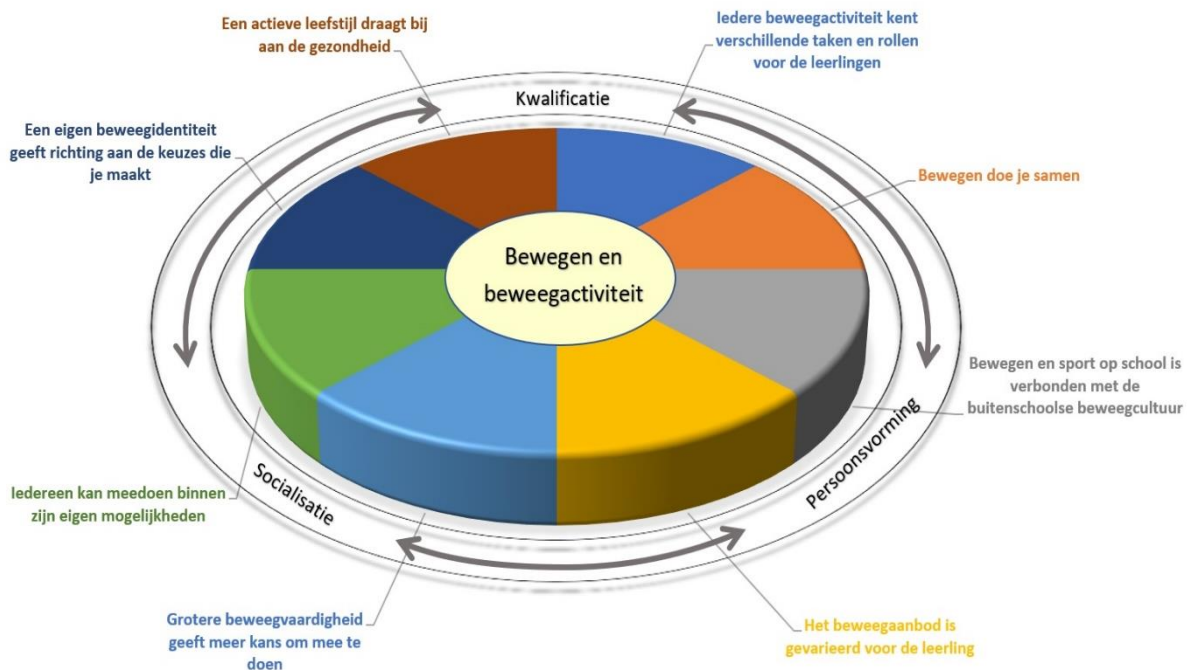 Een actieve leefstijl draagt bij
aan de gezondheid
Iedere beweegactiviteit kent
verschillende taken en rollen
voor de leerlingen
Kwalificatie
Een eigen beweegidentiteit
geeft richting aan de keuzes die
je maakt
Bewegen doe je samen
Bewegen en
beweegactiviteit
Bewegen en sport op school is
verbonden met de
buitenschoolse beweegcultuur
Persoonsvorming
Socialisatie
Iedereen kan meedoen binnen
zijn eigen mogelijkheden
Grotere beweegvaardigheid
geeft meer kans om mee te
doen
Het beweegaanbod is
gevarieerd voor de leerling